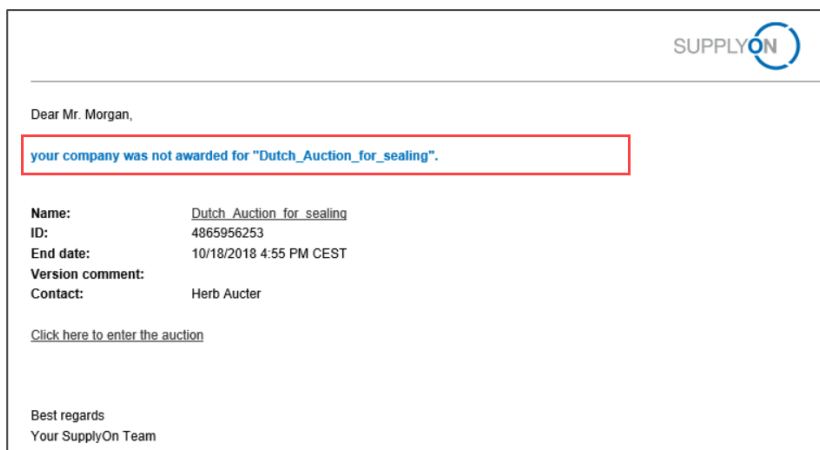 SUPPLYON
Dear Mr. Morgan,
your company was not awarded for "Dutch_Auction_for_sealing".
Name: Dutch_Auction_for_sealing
ID: 4865956253
End date: 10/18/2018 4:55 PM CEST
Version comment:
Contact: Herb Aucter
Click here to enter the auction
Best regards
Your SupplyOn Team